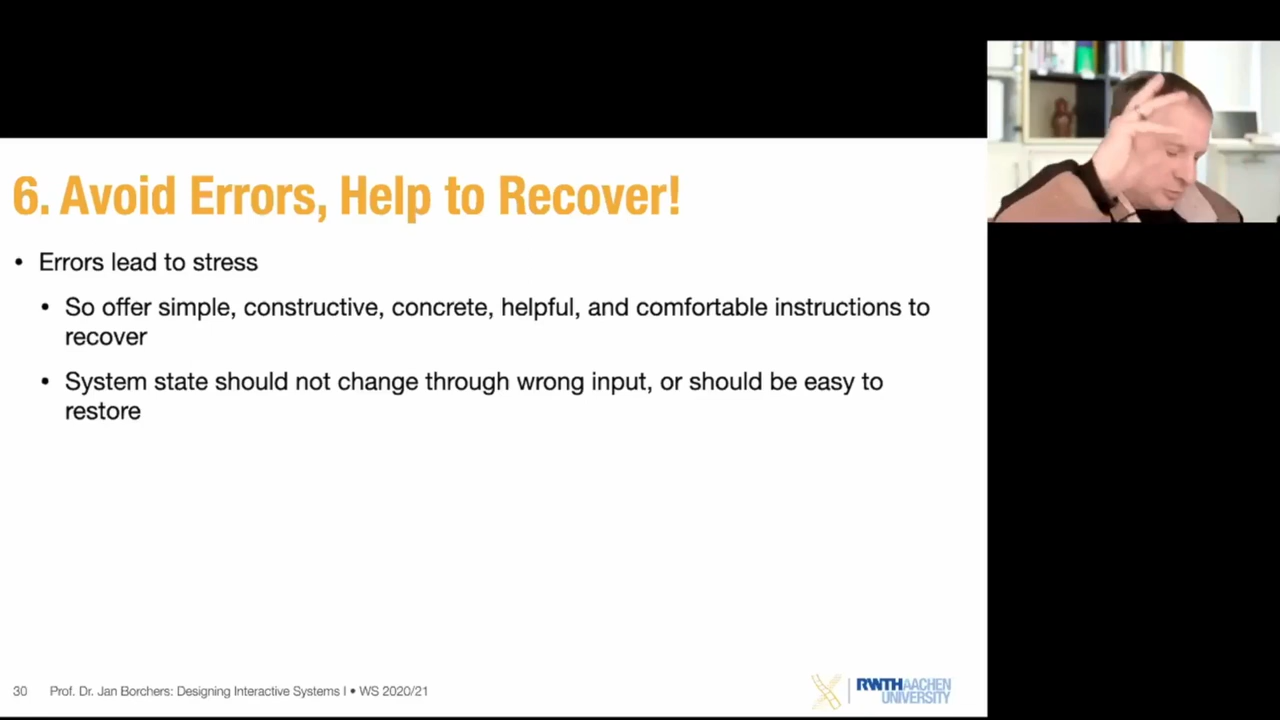 6. Avoid Errors, Help to Recover!
• Errors lead to stress
• So offer simple, constructive, concrete, helpful, and comfortable instructions to
recover
• System state should not change through wrong input, or should be easy to
restore
30 Prof. Dr. Jan Borchers: Designing Interactive Systems I • WS 2020/21
RWTHAACHEN
UNIVERSITY